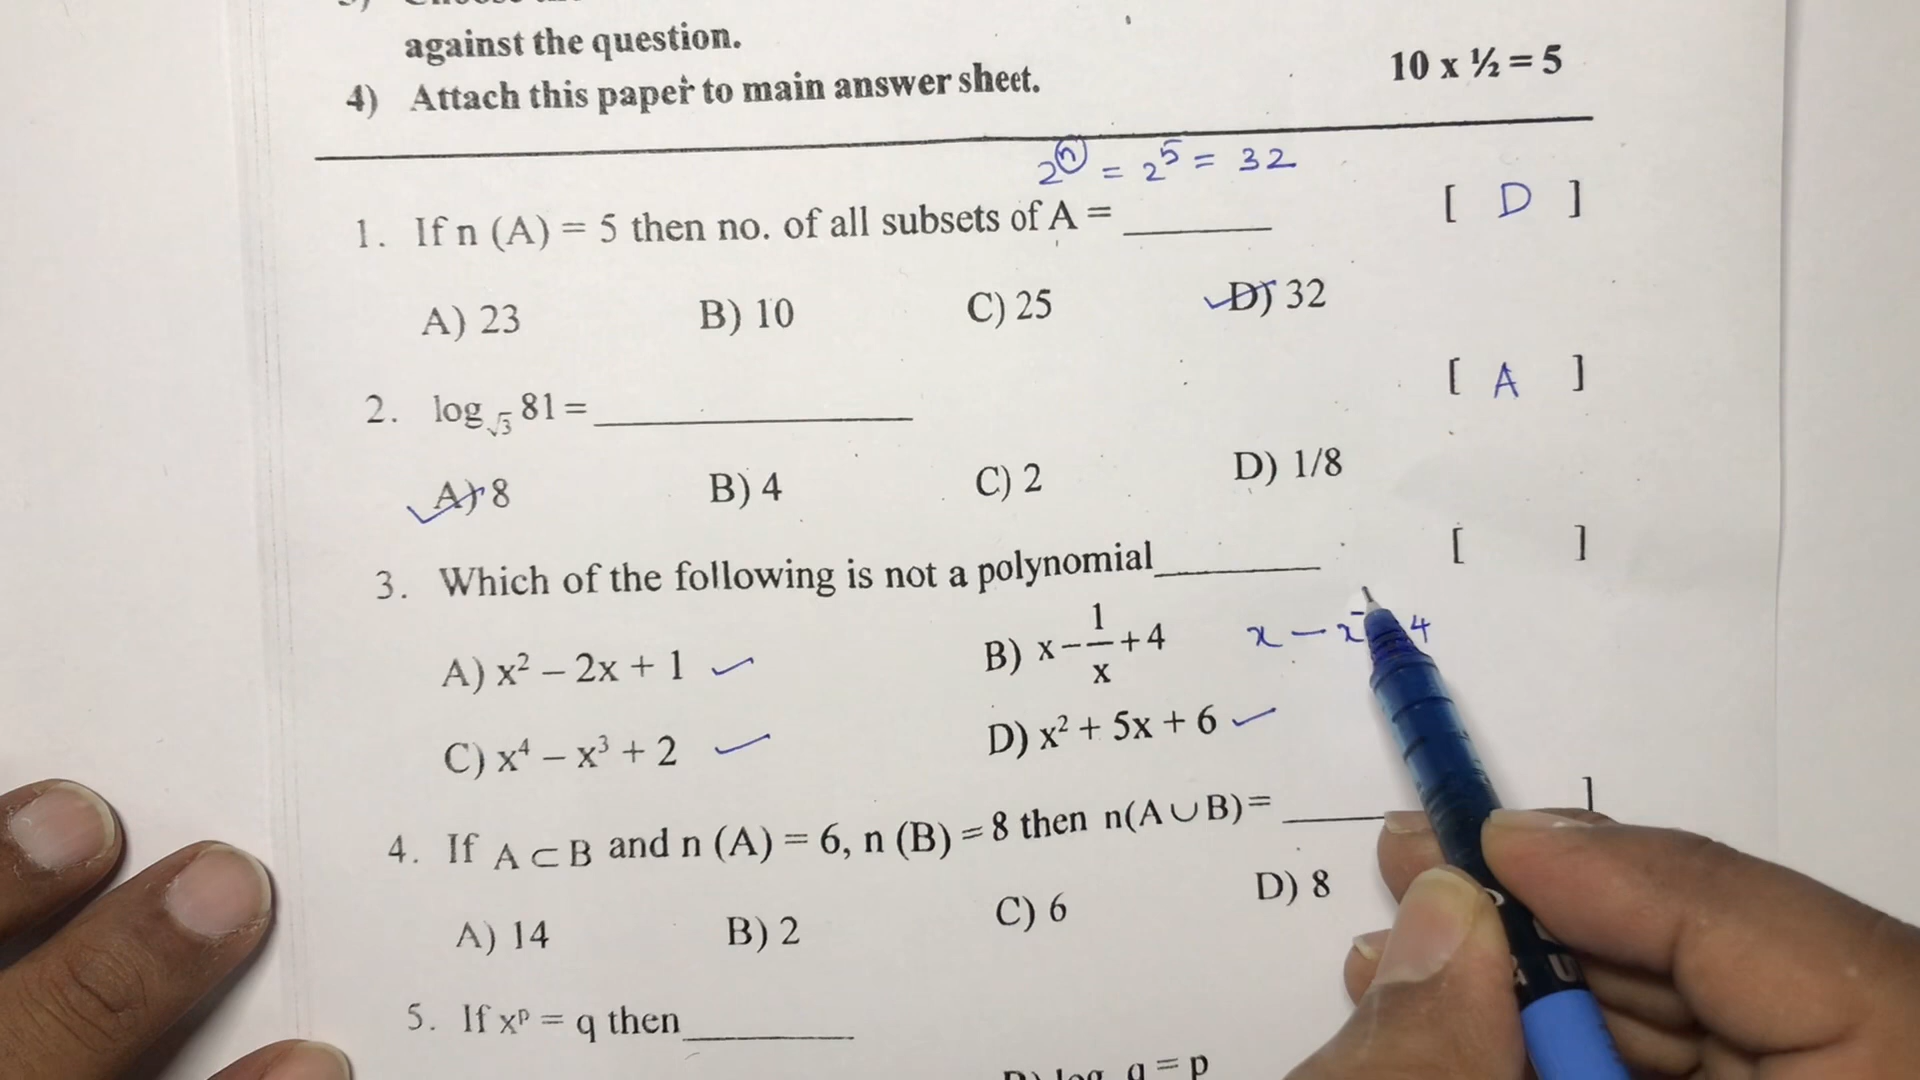 against the question.
4) Attach this paper to main answer sheet. 10 x ½ = 5
2ⁿ = 2⁵ = 32
1. If n (A) = 5 then no. of all subsets of A = ________ [ D ]
A) 23 B) 10 C) 25 D) 32
2. log√3 81 = ________ [ A ]
A) 8 B) 4 C) 2 D) 1/8
3. Which of the following is not a polynomial________ [ ]
A) x² – 2x + 1 B) x – 1/x + 4 x – x 4
C) x⁴ – x³ + 2 D) x² + 5x + 6
4. If A ⊂ B and n (A) = 6, n (B) = 8 then n(A ∪ B) = ________ ]
A) 14 B) 2 C) 6 D) 8
5. If xᵖ = q then________
q = p